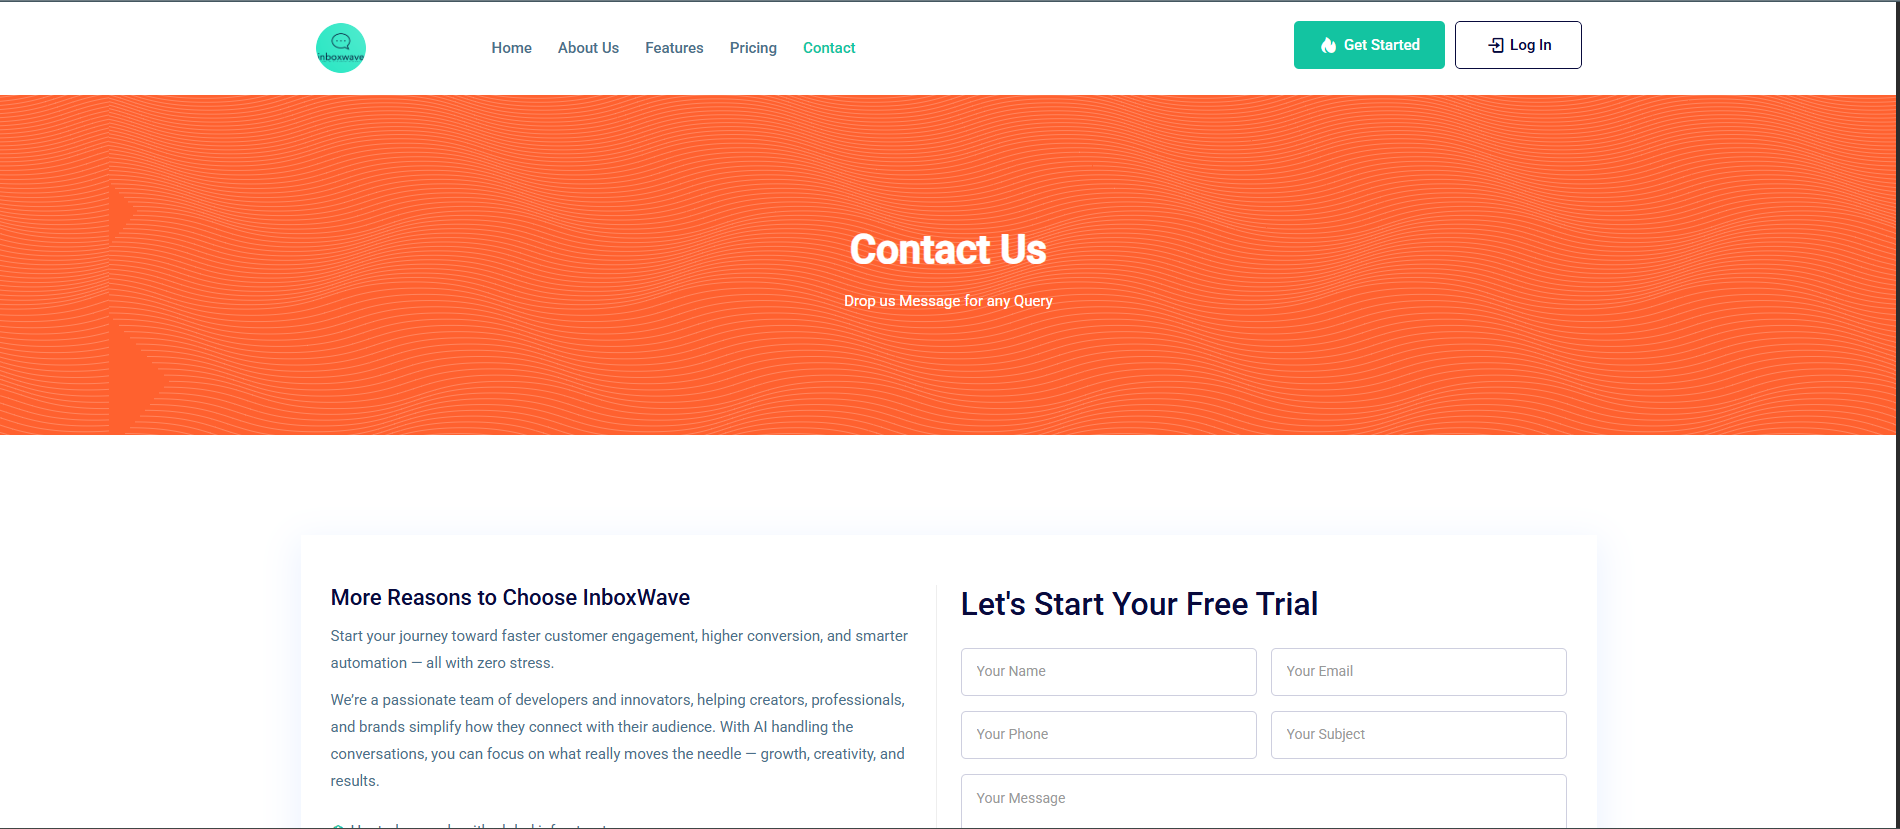 inboxwave
Home About Us Features Pricing Contact
Get Started
Log In
Contact Us
Drop us Message for any Query
More Reasons to Choose InboxWave
Start your journey toward faster customer engagement, higher conversion, and smarter
automation — all with zero stress.
We’re a passionate team of developers and innovators, helping creators, professionals,
and brands simplify how they connect with their audience. With AI handling the
conversations, you can focus on what really moves the needle — growth, creativity, and
results.
Let's Start Your Free Trial
Your Name
Your Email
Your Phone
Your Subject
Your Message